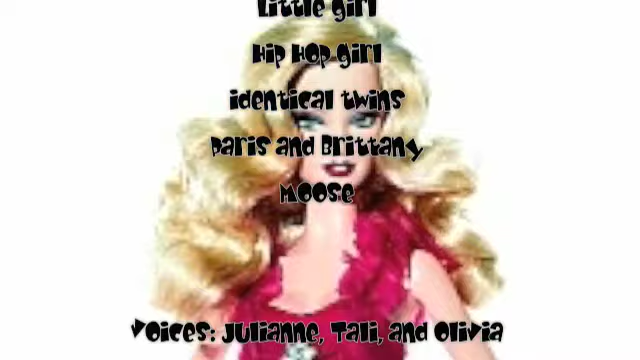 Little girl
Hip Hop girl
identical twins
Paris and Brittany
Moose
Voices: Julianne, Tali, and Olivia